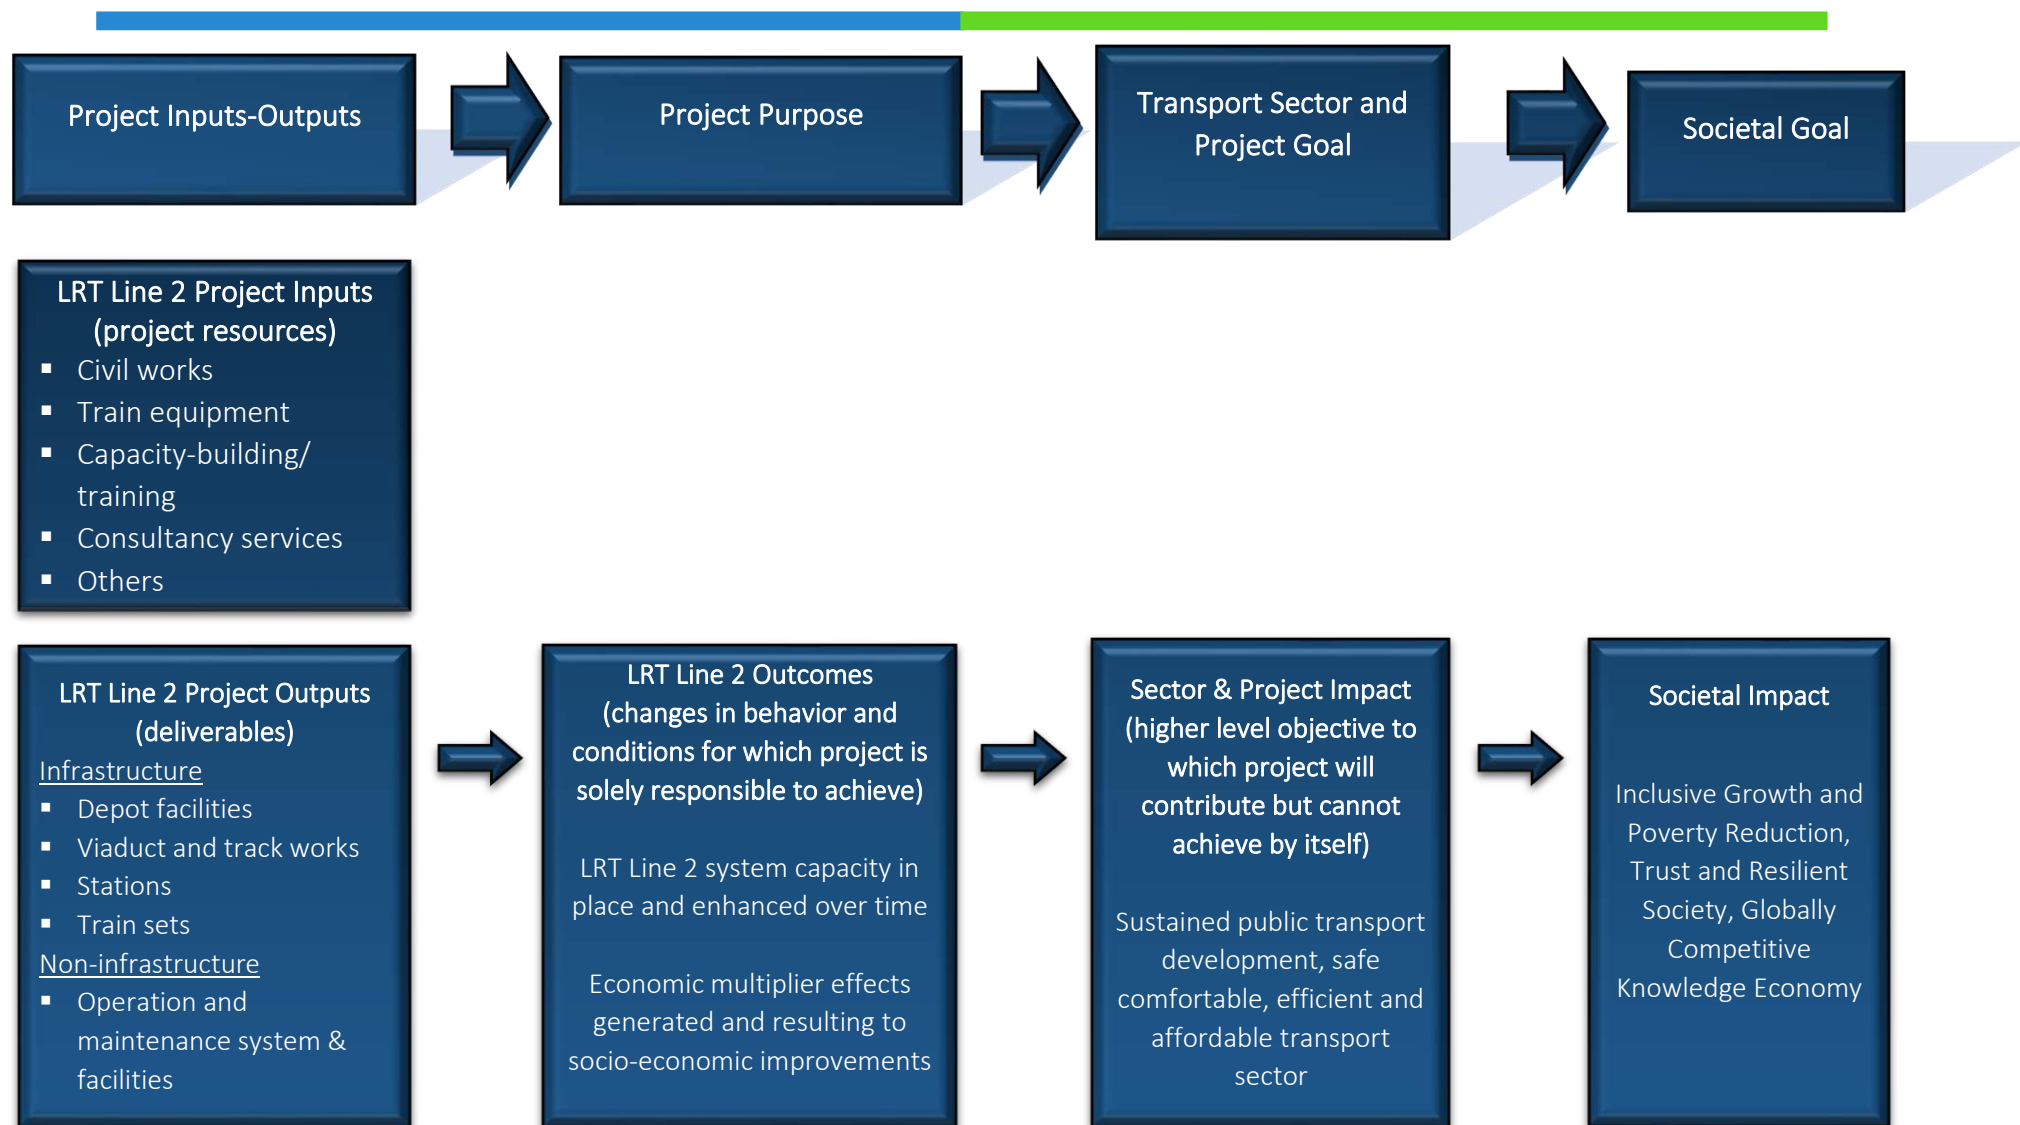 Project Inputs-Outputs
Project Purpose
Transport Sector and
Project Goal
Societal Goal
LRT Line 2 Project Inputs
(project resources)
▪ Civil works
▪ Train equipment
▪ Capacity-building/
training
▪ Consultancy services
▪ Others
LRT Line 2 Project Outputs
(deliverables)
Infrastructure
▪ Depot facilities
▪ Viaduct and track works
▪ Stations
▪ Train sets
Non-infrastructure
▪ Operation and
maintenance system &
facilities
LRT Line 2 Outcomes
(changes in behavior and
conditions for which project is
solely responsible to achieve)
LRT Line 2 system capacity in
place and enhanced over time
Economic multiplier effects
generated and resulting to
socio-economic improvements
Sector & Project Impact
(higher level objective to
which project will
contribute but cannot
achieve by itself)
Sustained public transport
development, safe
comfortable, efficient and
affordable transport
sector
Societal Impact
Inclusive Growth and
Poverty Reduction,
Trust and Resilient
Society, Globally
Competitive
Knowledge Economy